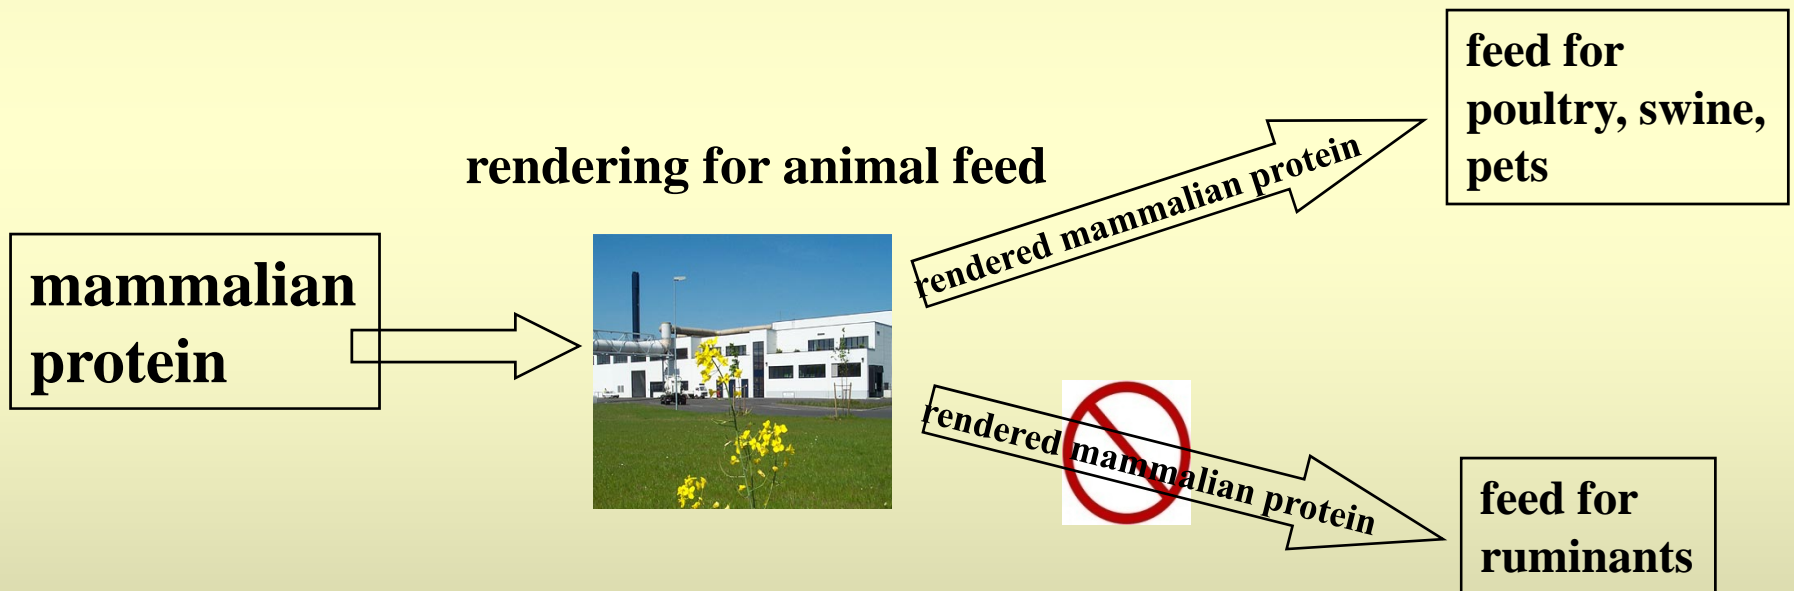 mammalian
protein
rendering for animal feed
rendered mammalian protein
feed for
poultry, swine,
pets
rendered mammalian protein
feed for
ruminants